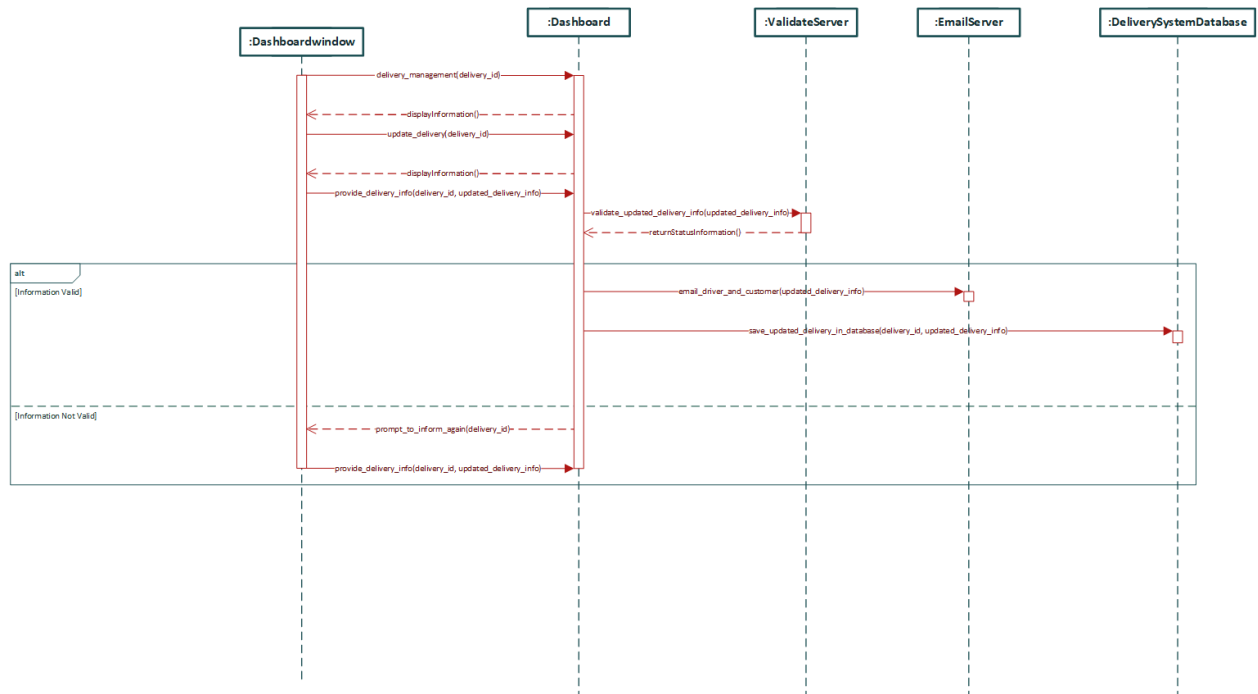 :Dashboard
:ValidateServer
:EmailServer
:DeliverySystemDatabase
:Dashboardwindow
delivery_management(delivery_id)
displayInformation()
update_delivery(delivery_id)
displayInformation()
provide_delivery_info(delivery_id, updated_delivery_info)
validate_updated_delivery_info(updated_delivery_info)
returnStatusInformation()
alt
[Information Valid]
email_driver_and_customer(updated_delivery_info)
save_updated_delivery_in_database(delivery_id, updated_delivery_info)
[Information Not Valid]
prompt_to_inform_again(delivery_id)
provide_delivery_info(delivery_id, updated_delivery_info)